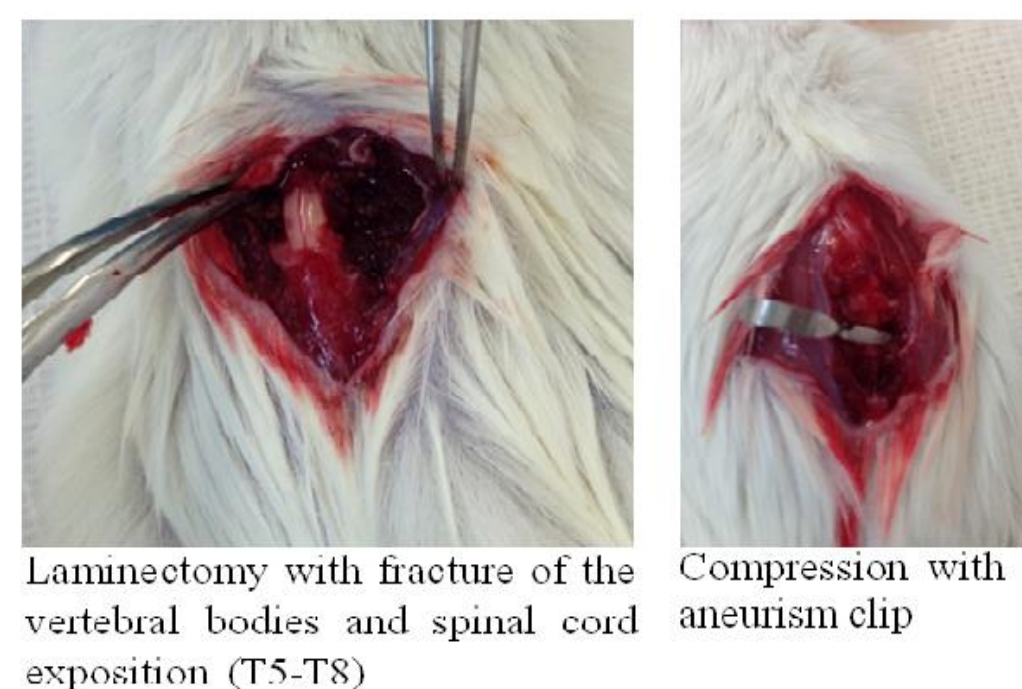 Laminectomy with fracture of the
vertebral bodies and spinal cord
exposition (T5-T8)
Compression with
aneurism clip